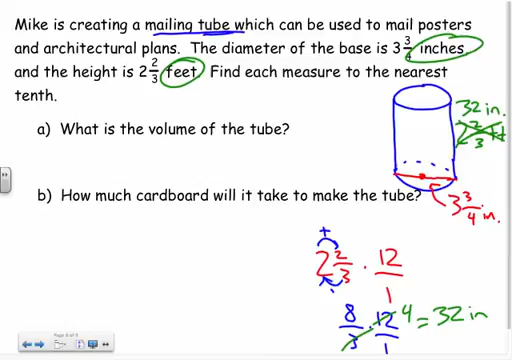 Mike is creating a mailing tube which can be used to mail posters
and architectural plans. The diameter of the base is 3 3/4 inches
and the height is 2 2/3 feet. Find each measure to the nearest
tenth.
32 in.
2 2/3 ft
a) What is the volume of the tube?
b) How much cardboard will it take to make the tube?
3 3/4 in.
+
2 2/3 · 12/1
8/3 · 12/1 4 = 32 in